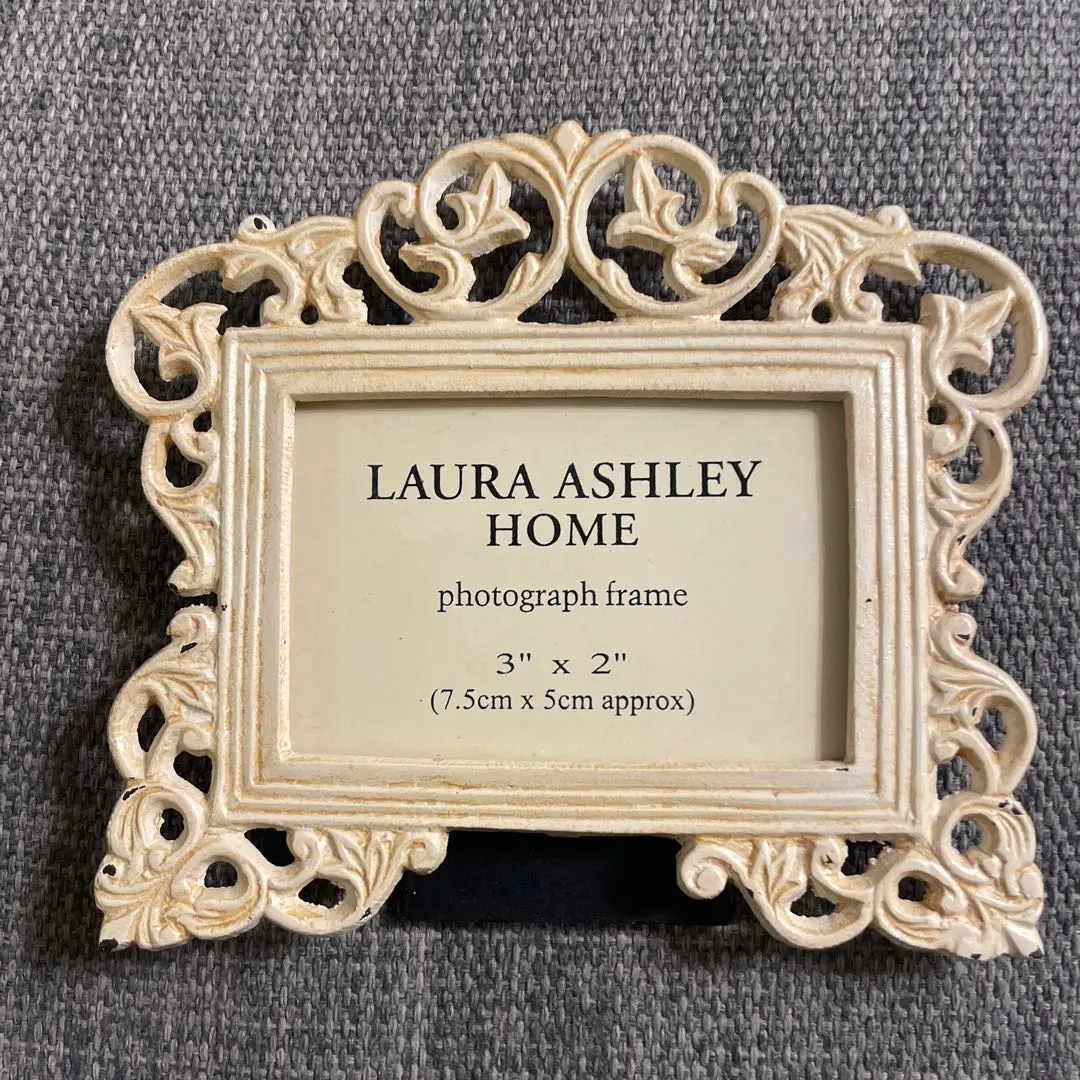 LAURA ASHLEY
HOME
photograph frame
3" x 2"
(7.5cm x 5cm approx)